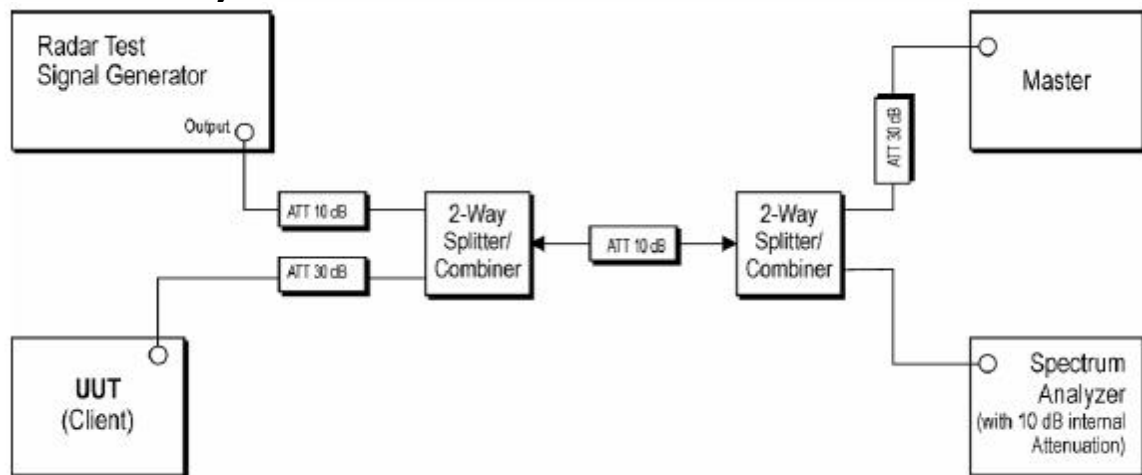 Radar Test
Signal Generator
Output
Master
ATT 30 dB
ATT 10 dB
2-Way
Splitter/
Combiner
ATT 10 dB
2-Way
Splitter/
Combiner
ATT 30 dB
UUT
(Client)
Spectrum
Analyzer
(with 10 dB internal
Attenuation)